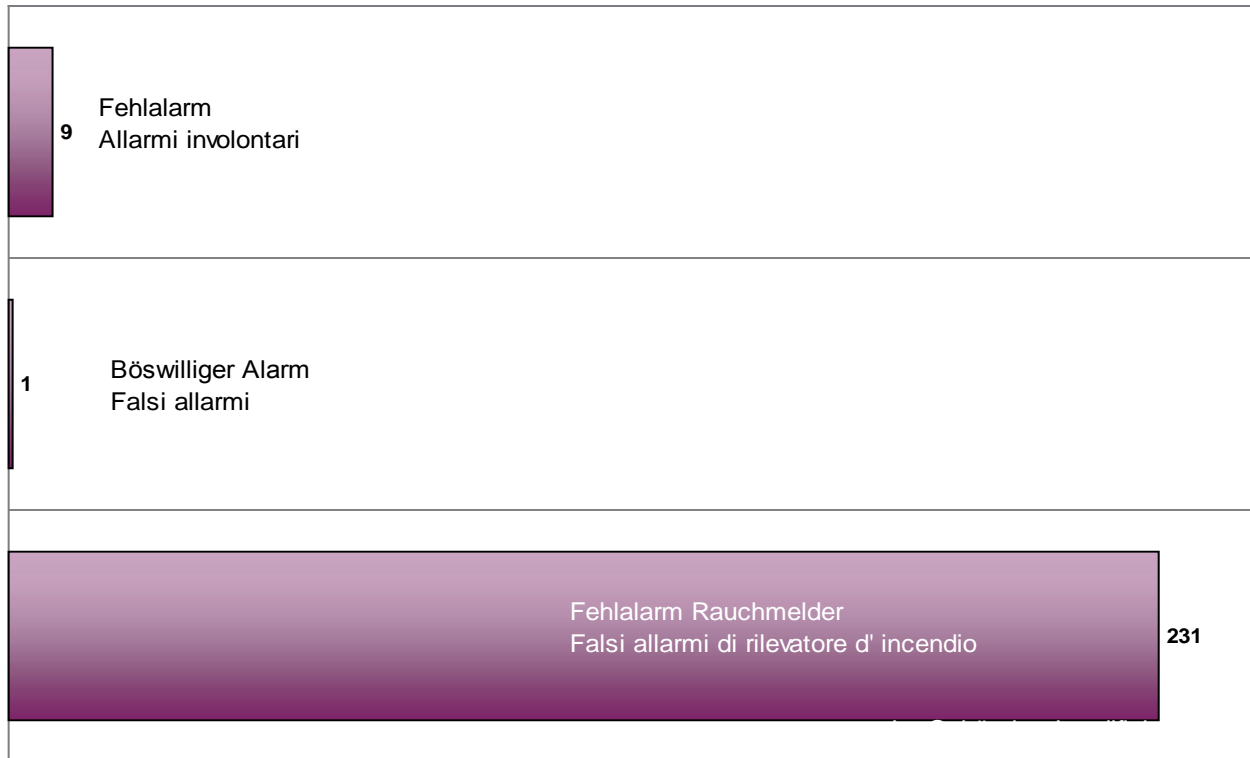 9
Fehlalarm
Allarmi involontari
1
Böswilliger Alarm
Falsi allarmi
Fehlalarm Rauchmelder
Falsi allarmi di rilevatore d' incendio
231